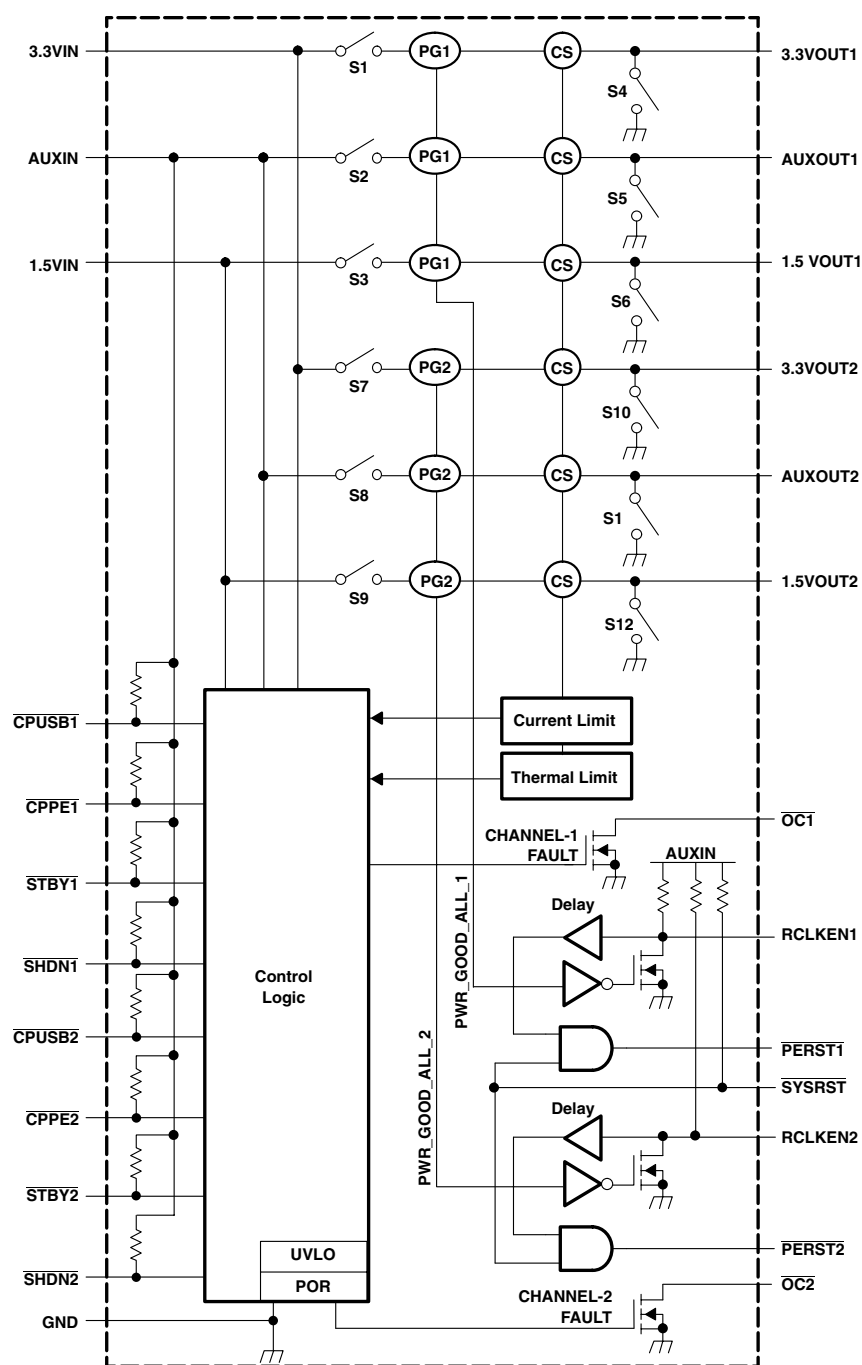 3.3VIN
S1
PG1
CS
3.3VOUT1
S4
AUXIN
S2
PG1
CS
AUXOUT1
S5
1.5VIN
S3
PG1
CS
1.5 VOUT1
S6
S7
PG2
CS
3.3VOUT2
S10
S8
PG2
CS
AUXOUT2
S1
S9
PG2
CS
1.5VOUT2
S12
CPUSB1
CPPE1
STBY1
SHDN1
CPUSB2
CPPE2
STBY2
SHDN2
GND
Control
Logic
UVLO
POR
Current Limit
Thermal Limit
CHANNEL-1
FAULT
OC1
AUXIN
PWR_GOOD_ALL_1
PWR_GOOD_ALL_2
Delay
RCLKEN1
PERST1
SYSRST
Delay
RCLKEN2
PERST2
CHANNEL-2
FAULT
OC2